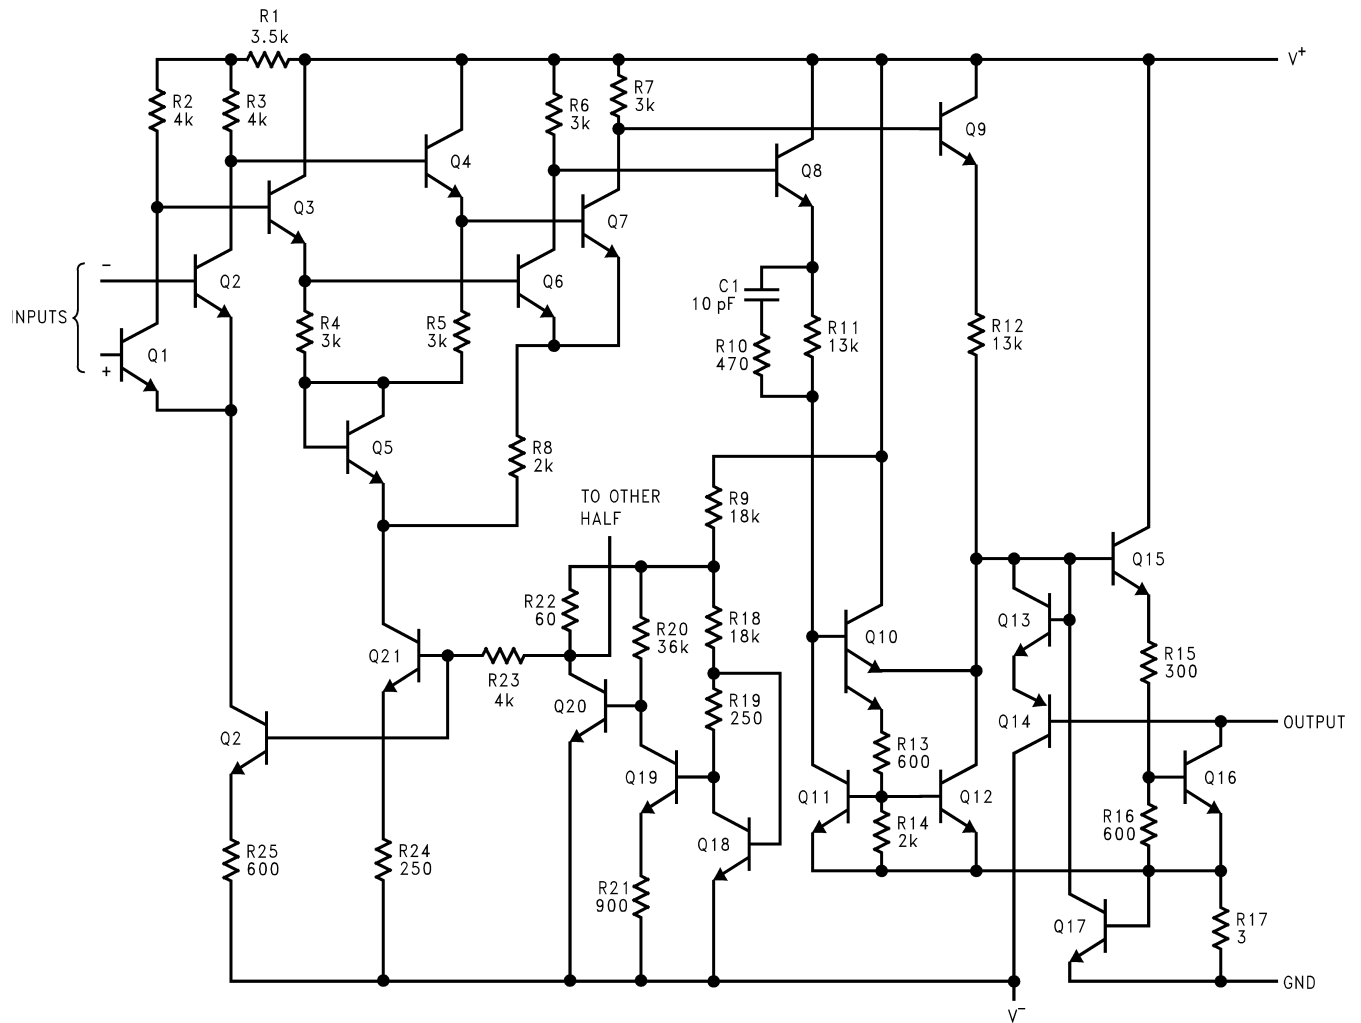 R1
3.5k
V+
R2
4k
R3
4k
R6
3k
R7
3k
Q9
Q4
Q8
Q3
Q7
−
Q2
Q6
C1
10 pF
INPUTS
Q1
+
R4
3k
R5
3k
R10
470
R11
13k
R12
13k
Q5
R8
2k
TO OTHER
HALF
R9
18k
Q15
R22
60
R20
36k
R18
18k
Q13
Q10
Q21
R23
4k
R15
300
Q20
R19
250
Q14
OUTPUT
Q2
R13
600
Q19
Q16
Q11
Q12
R14
2k
R16
600
Q18
R25
600
R24
250
R21
900
Q17
R17
3
GND
V−